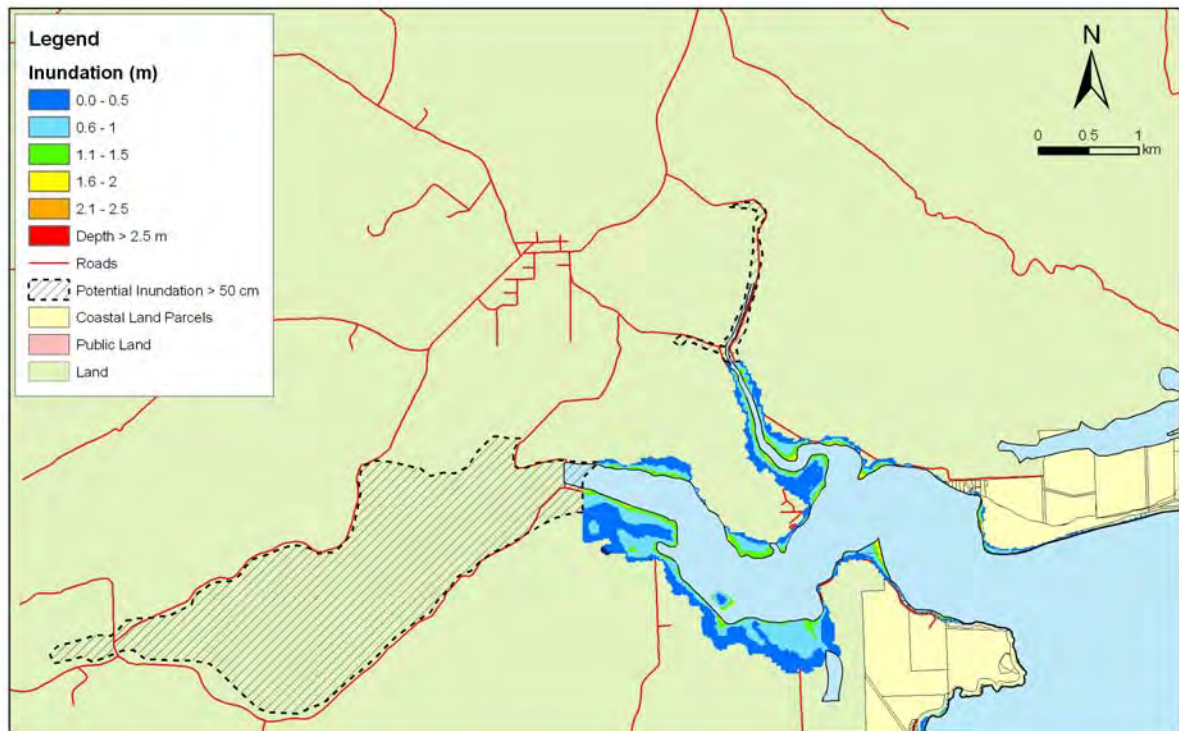 Legend
Inundation (m)
0.0 - 0.5
0.6 - 1
1.1 - 1.5
1.6 - 2
2.1 - 2.5
Depth > 2.5 m
Roads
Potential Inundation > 50 cm
Coastal Land Parcels
Public Land
Land
N
0 0.5 1
km